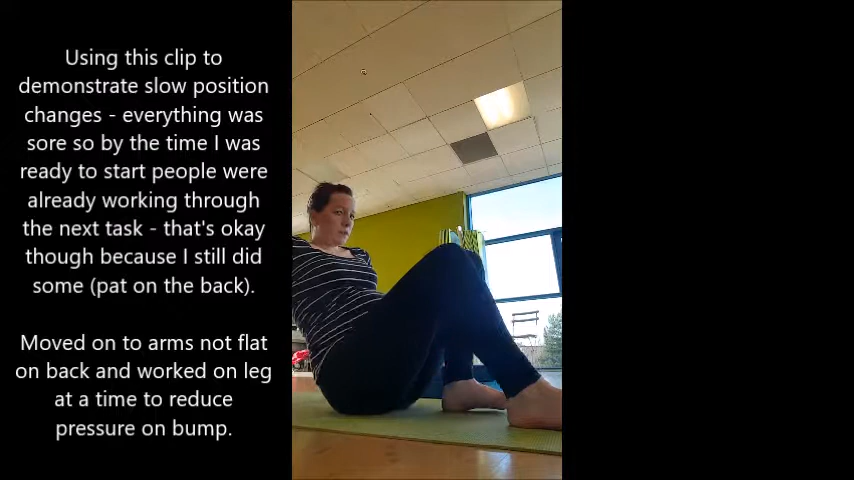 Using this clip to
demonstrate slow position
changes - everything was
sore so by the time I was
ready to start people were
already working through
the next task - that's okay
though because I still did
some (pat on the back).
Moved on to arms not flat
on back and worked on leg
at a time to reduce
pressure on bump.